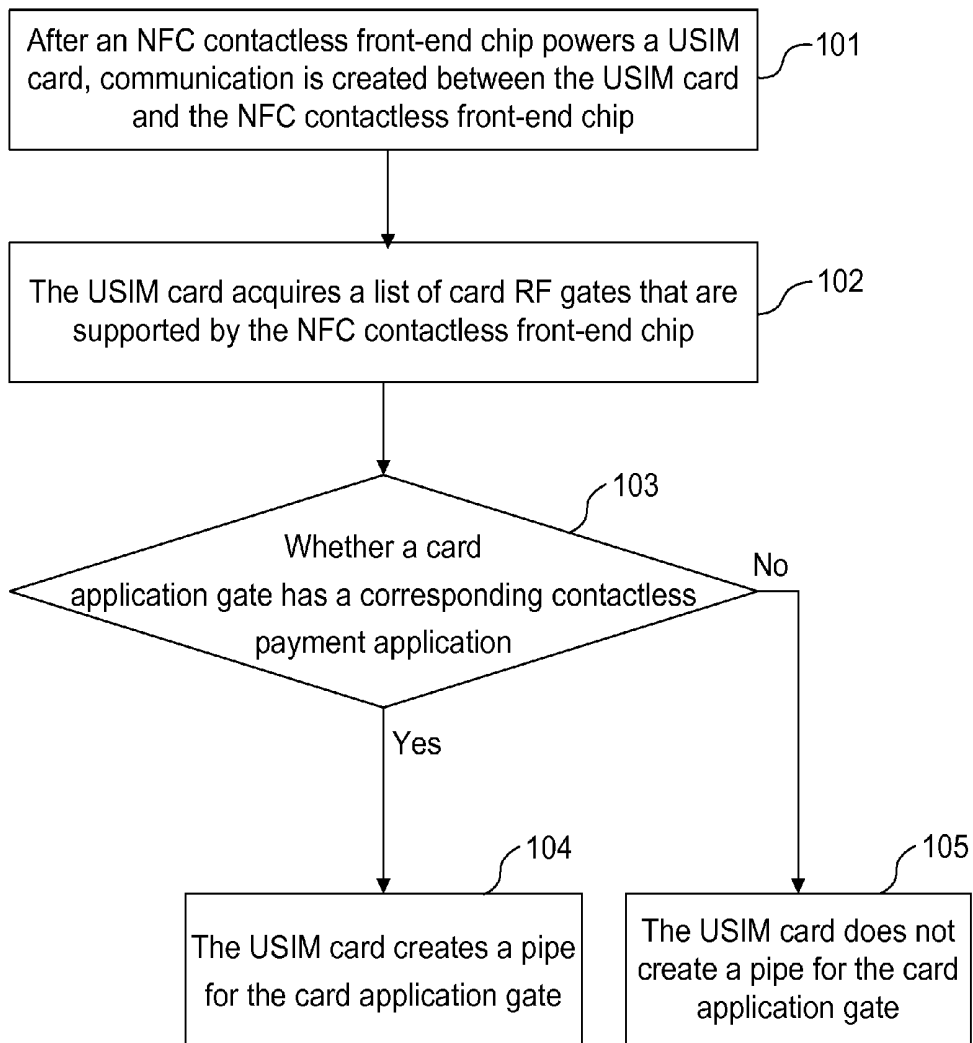 After an NFC contactless front-end chip powers a USIM
card, communication is created between the USIM card
and the NFC contactless front-end chip
101
The USIM card acquires a list of card RF gates that are
supported by the NFC contactless front-end chip
102
103
Whether a card
application gate has a corresponding contactless
payment application
No
Yes
104
The USIM card creates a pipe
for the card application gate
105
The USIM card does not
create a pipe for the card
application gate